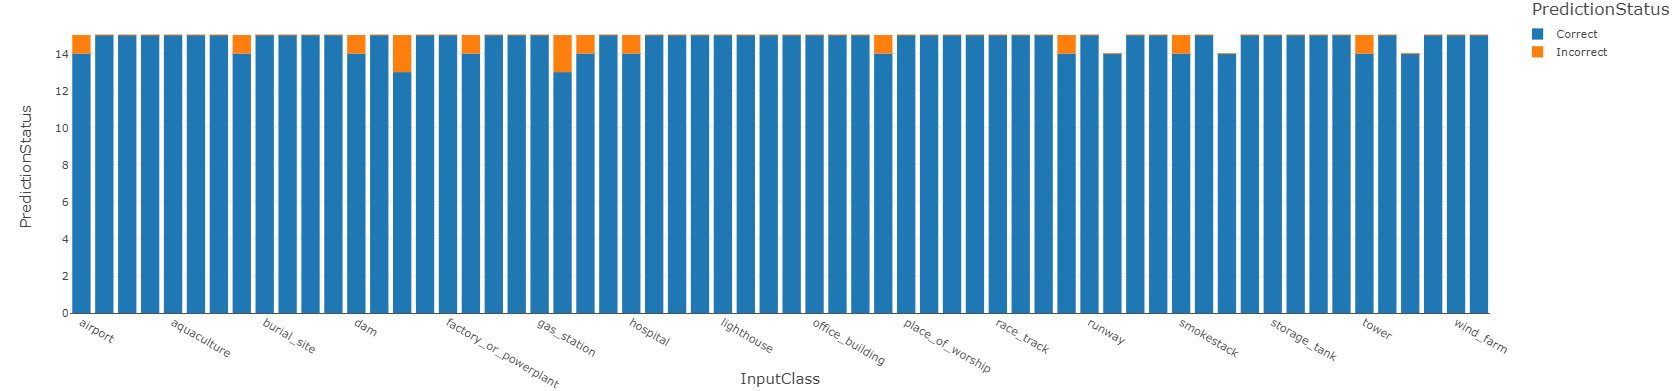 PredictionStatus
Correct
Incorrect
PredictionStatus
14
12
10
8
6
4
2
0
airport
aquaculture
burial_site
dam
factory_or_powerplant
gas_station
hospital
lighthouse
office_building
place_of_worship
race_track
runway
smokestack
storage_tank
tower
wind_farm
InputClass